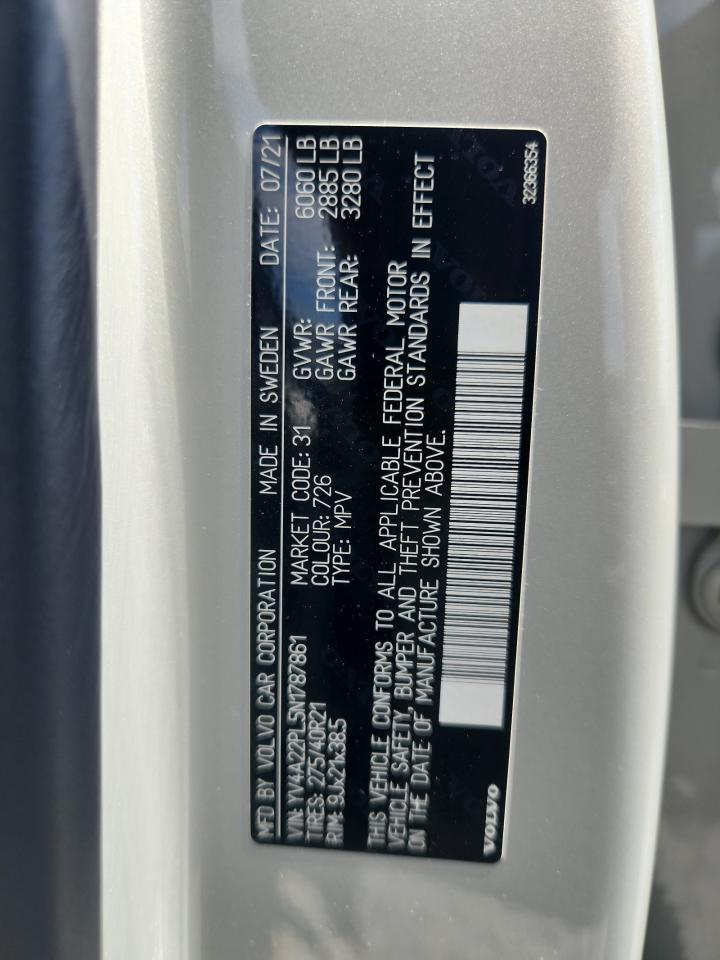 MFD BY VOLVO CAR CORPORATION MADE IN SWEDEN DATE: 07/21
VIN: YV4A22PL5N1787861 MARKET CODE: 31 GVWR: 6060 LB
TIRES: 275/40R21 COLOUR: 726 GAWR FRONT: 2885 LB
RIM: 9Jx21x38.5 TYPE: MPV GAWR REAR: 3280 LB
THIS VEHICLE CONFORMS TO ALL APPLICABLE FEDERAL MOTOR
VEHICLE SAFETY, BUMPER AND THEFT PREVENTION STANDARDS IN EFFECT
ON THE DATE OF MANUFACTURE SHOWN ABOVE.
VOLVO 32366354